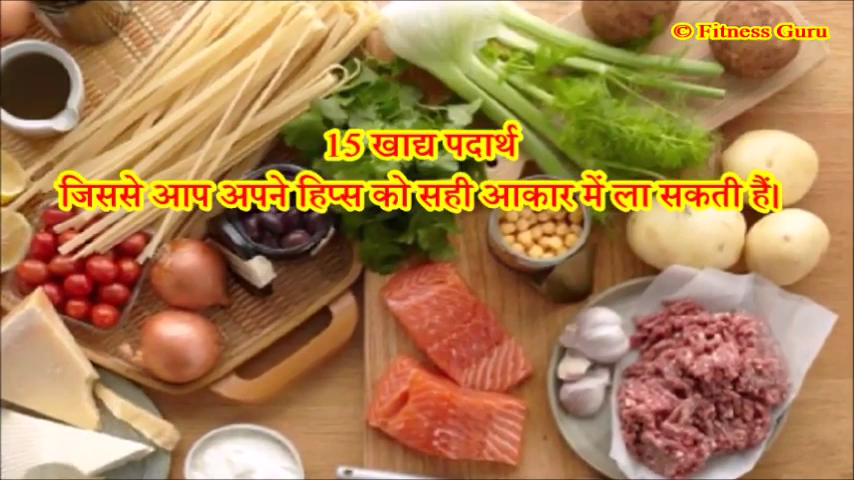 © Fitness Guru
15 खाद्य पदार्थ
जिससे आप अपने हिप्स को सही आकार में ला सकती हैं।